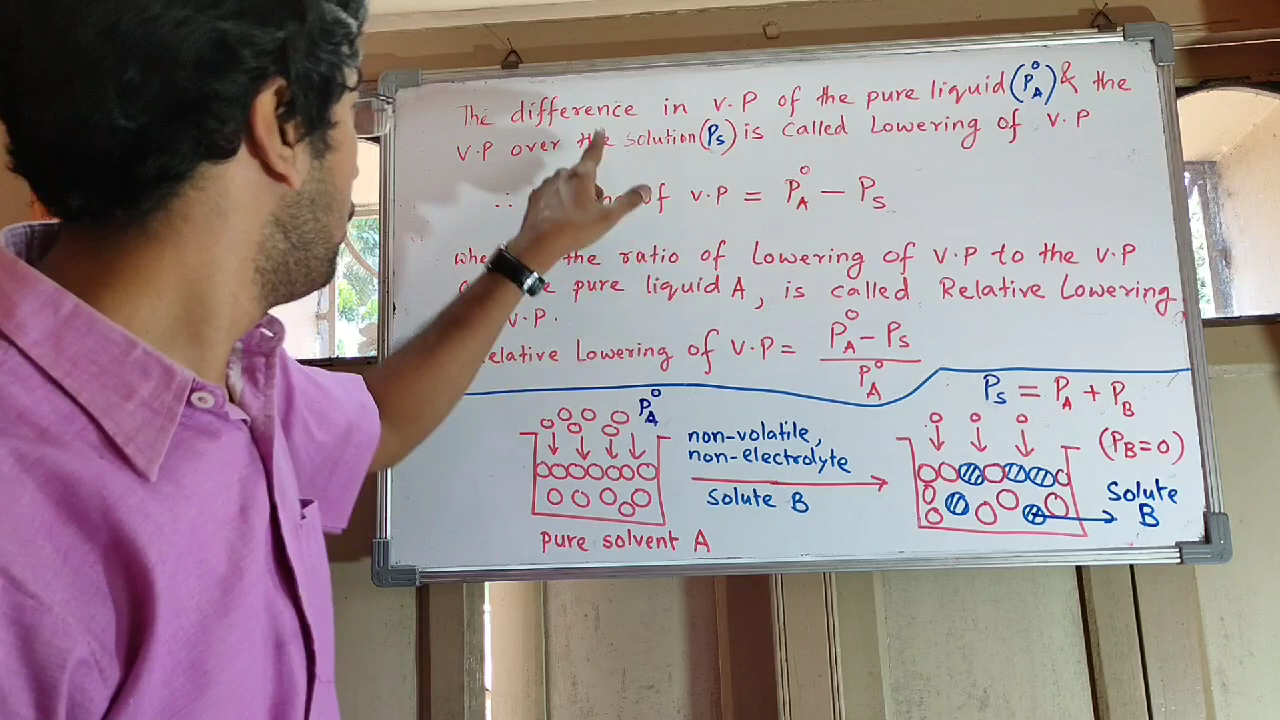 The difference in V.P of the pure liquid (P°A) & the
V.P over the solution (Ps) is called Lowering of V.P
∴ of V.P = P°A − Ps
the ratio of Lowering of V.P to the V.P
pure liquid A, is called Relative Lowering
V.P.
Relative Lowering of V.P = (P°A − Ps) / P°A
P°A
non-volatile,
non-electrolyte
Solute B
pure solvent A
Ps = PA + PB
(PB = 0)
Solute
B